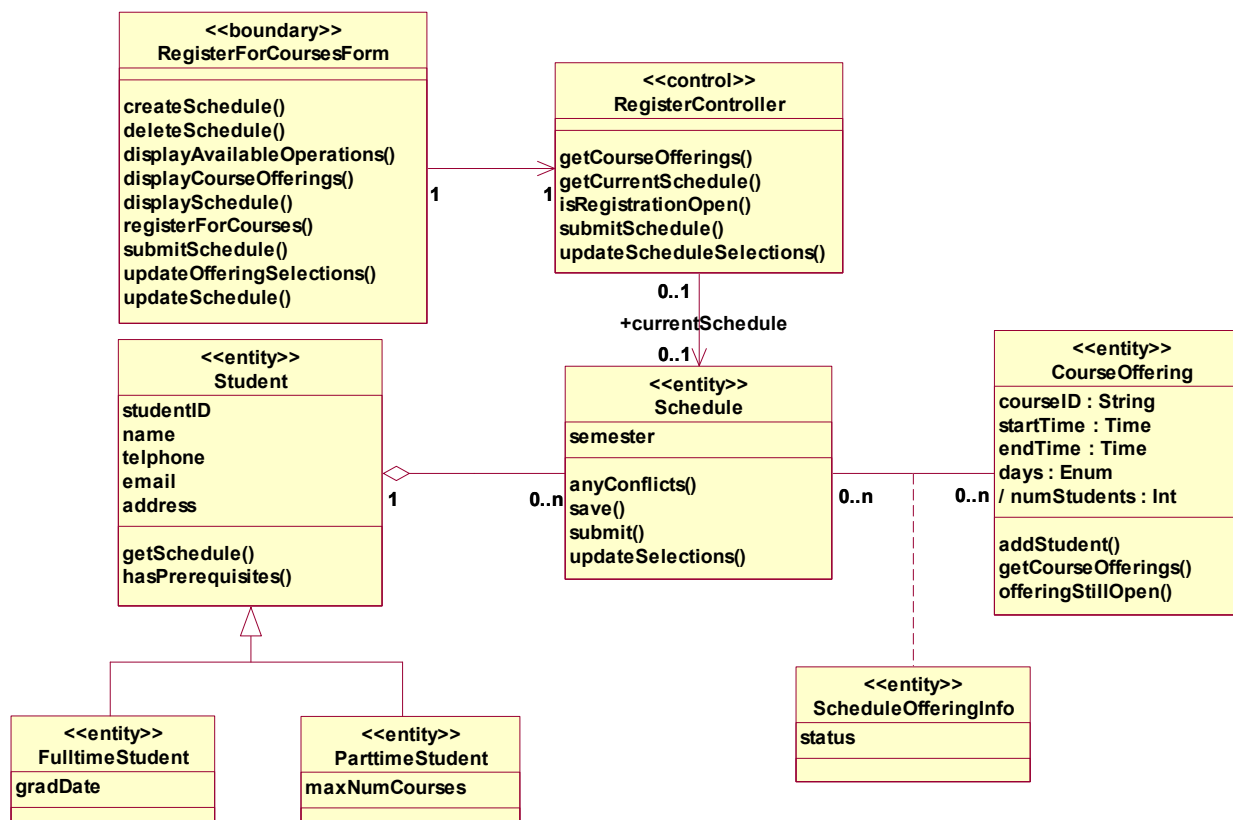 <<boundary>>
RegisterForCoursesForm
createSchedule()
deleteSchedule()
displayAvailableOperations()
displayCourseOfferings()
displaySchedule()
registerForCourses()
submitSchedule()
updateOfferingSelections()
updateSchedule()
1
1
<<control>>
RegisterController
getCourseOfferings()
getCurrentSchedule()
isRegistrationOpen()
submitSchedule()
updateScheduleSelections()
0..1
+currentSchedule
0..1
<<entity>>
Student
studentID
name
telphone
email
address
getSchedule()
hasPrerequisites()
1
0..n
<<entity>>
Schedule
semester
anyConflicts()
save()
submit()
updateSelections()
0..n
0..n
<<entity>>
CourseOffering
courseID : String
startTime : Time
endTime : Time
days : Enum
/ numStudents : Int
addStudent()
getCourseOfferings()
offeringStillOpen()
<<entity>>
FulltimeStudent
gradDate
<<entity>>
ParttimeStudent
maxNumCourses
<<entity>>
ScheduleOfferingInfo
status